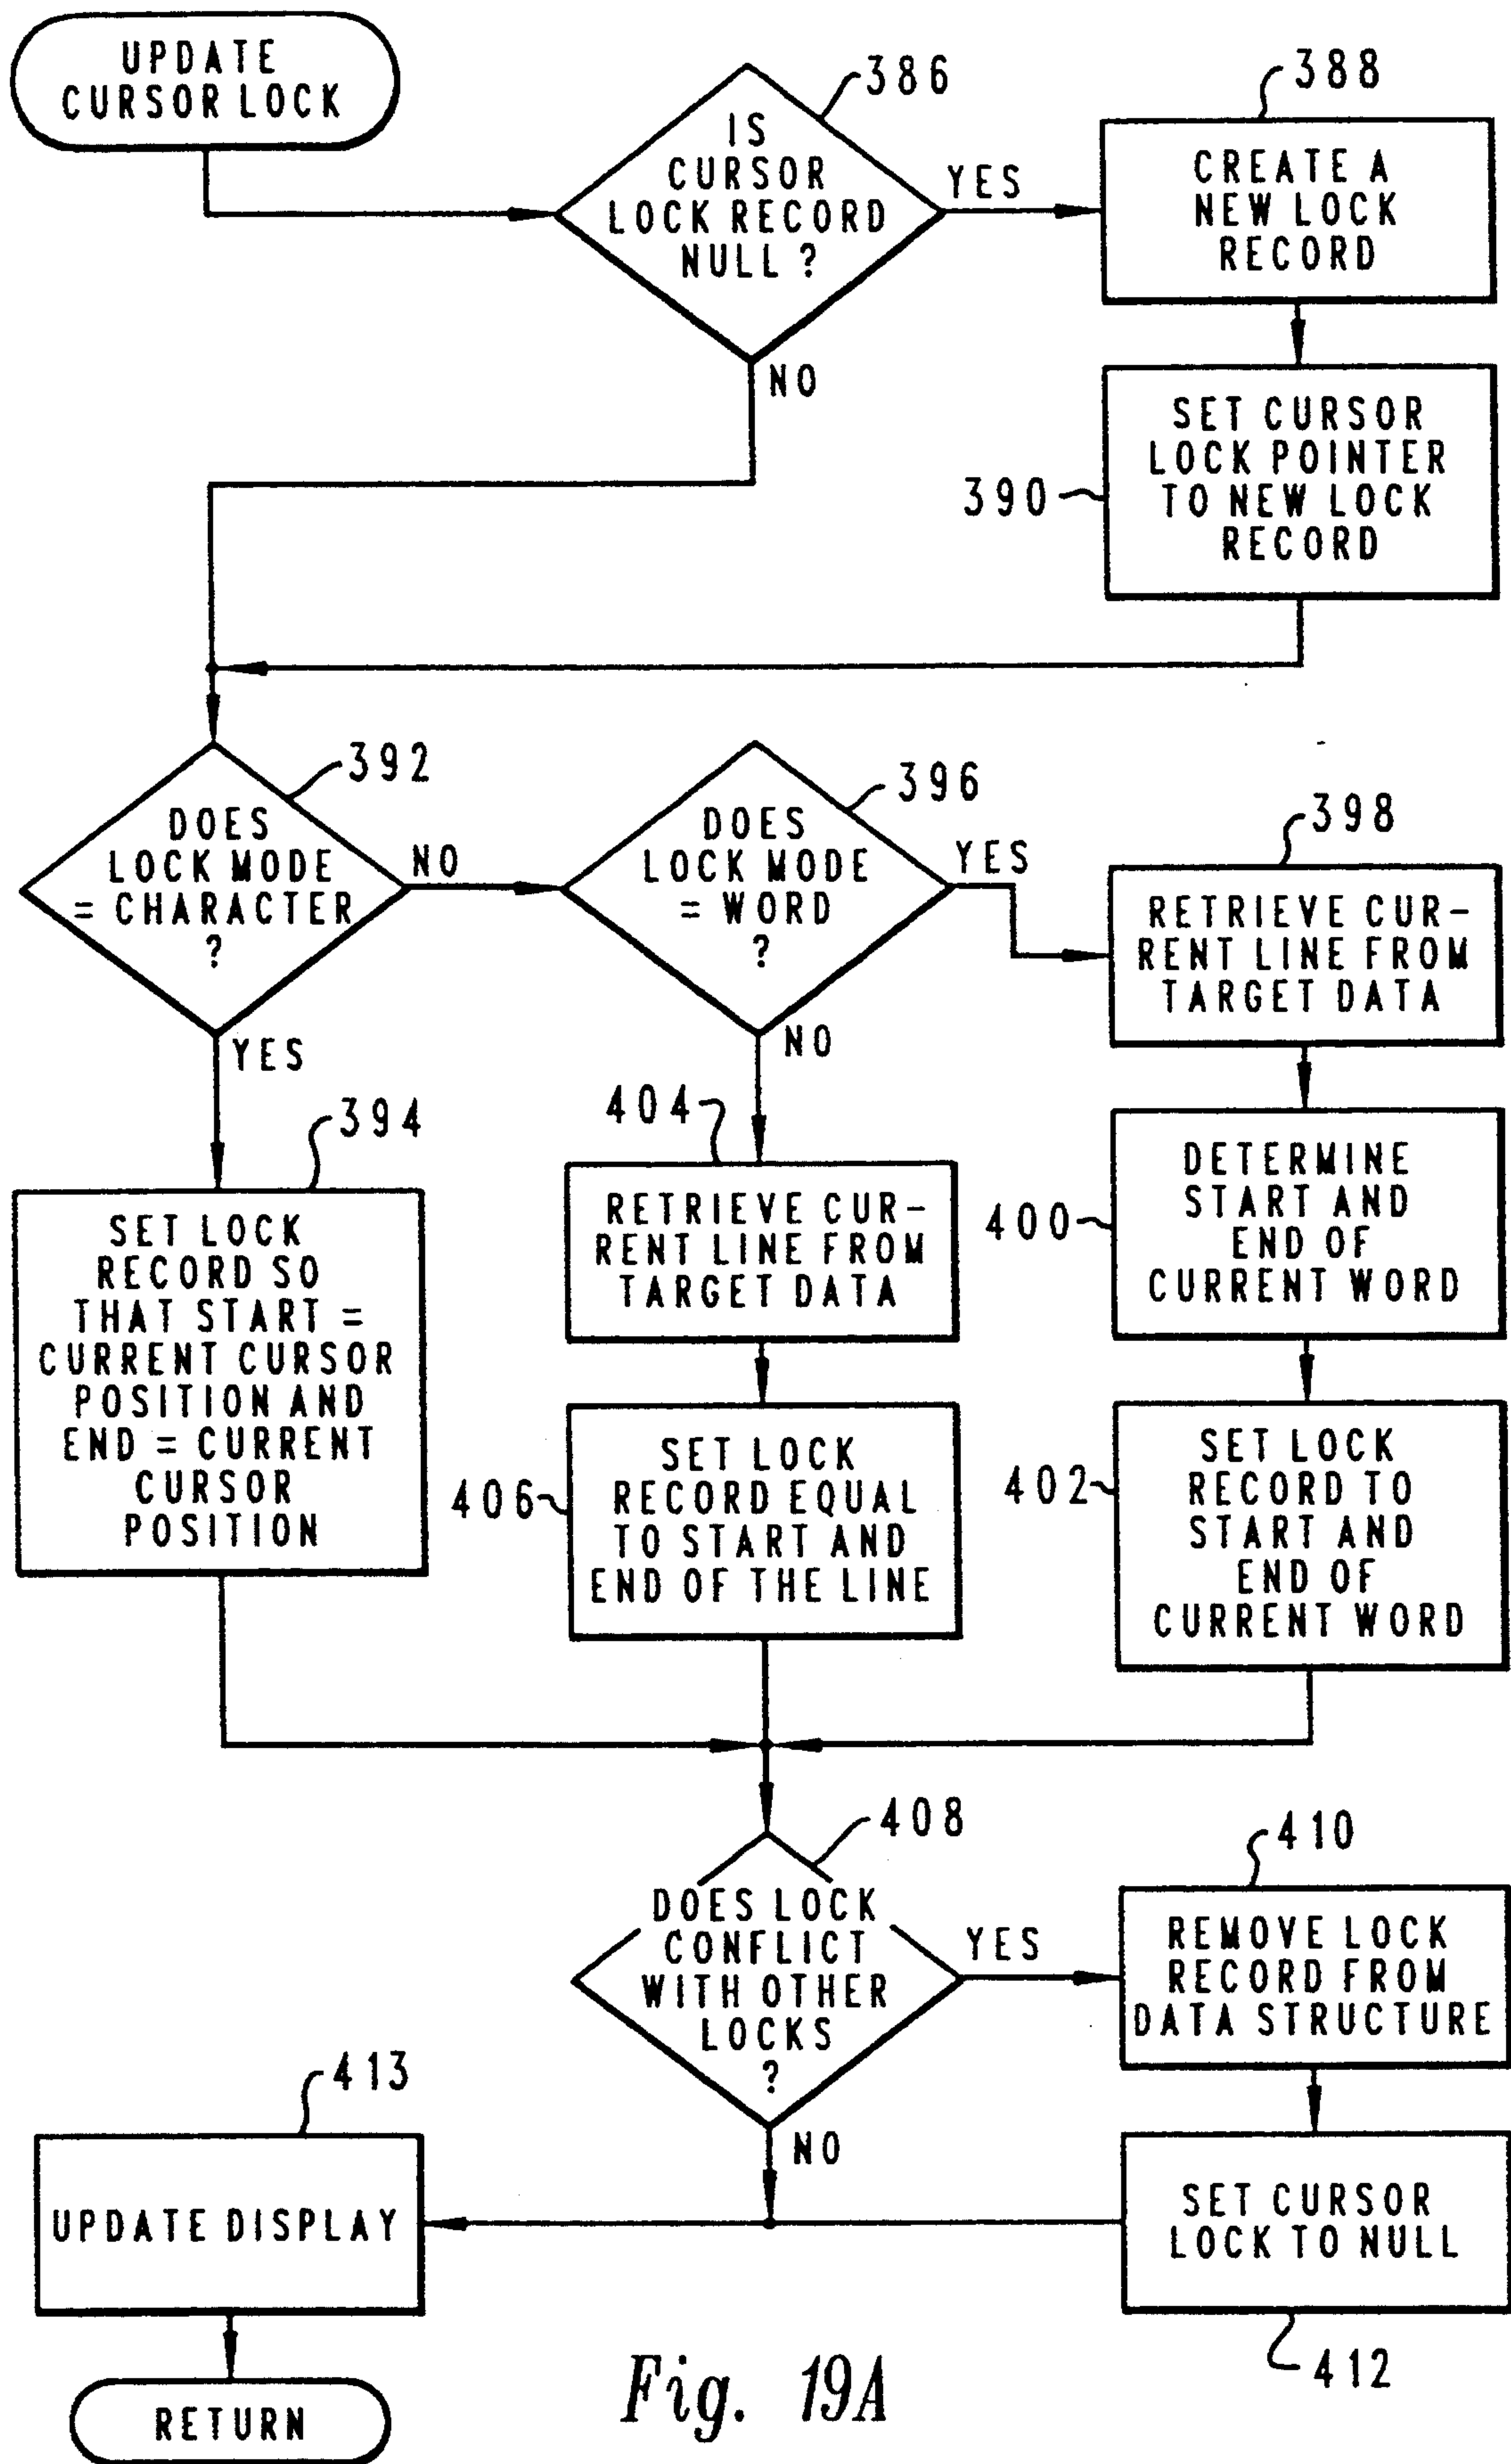 UPDATE
CURSOR LOCK
386
IS
CURSOR
LOCK RECORD
NULL ?
YES
NO
388
CREATE A
NEW LOCK
RECORD
390
SET CURSOR
LOCK POINTER
TO NEW LOCK
RECORD
392
DOES
LOCK MODE
= CHARACTER
?
NO
YES
396
DOES
LOCK MODE
= WORD
?
YES
NO
398
RETRIEVE CUR-
RENT LINE FROM
TARGET DATA
394
SET LOCK
RECORD SO
THAT START =
CURRENT CURSOR
POSITION AND
END = CURRENT
CURSOR
POSITION
404
RETRIEVE CUR-
RENT LINE FROM
TARGET DATA
400
DETERMINE
START AND
END OF
CURRENT WORD
406
SET LOCK
RECORD EQUAL
TO START AND
END OF THE LINE
402
SET LOCK
RECORD TO
START AND
END OF
CURRENT WORD
408
DOES LOCK
CONFLICT
WITH OTHER
LOCKS
?
YES
NO
410
REMOVE LOCK
RECORD FROM
DATA STRUCTURE
413
UPDATE DISPLAY
SET CURSOR
LOCK TO NULL
412
RETURN
Fig. 19A